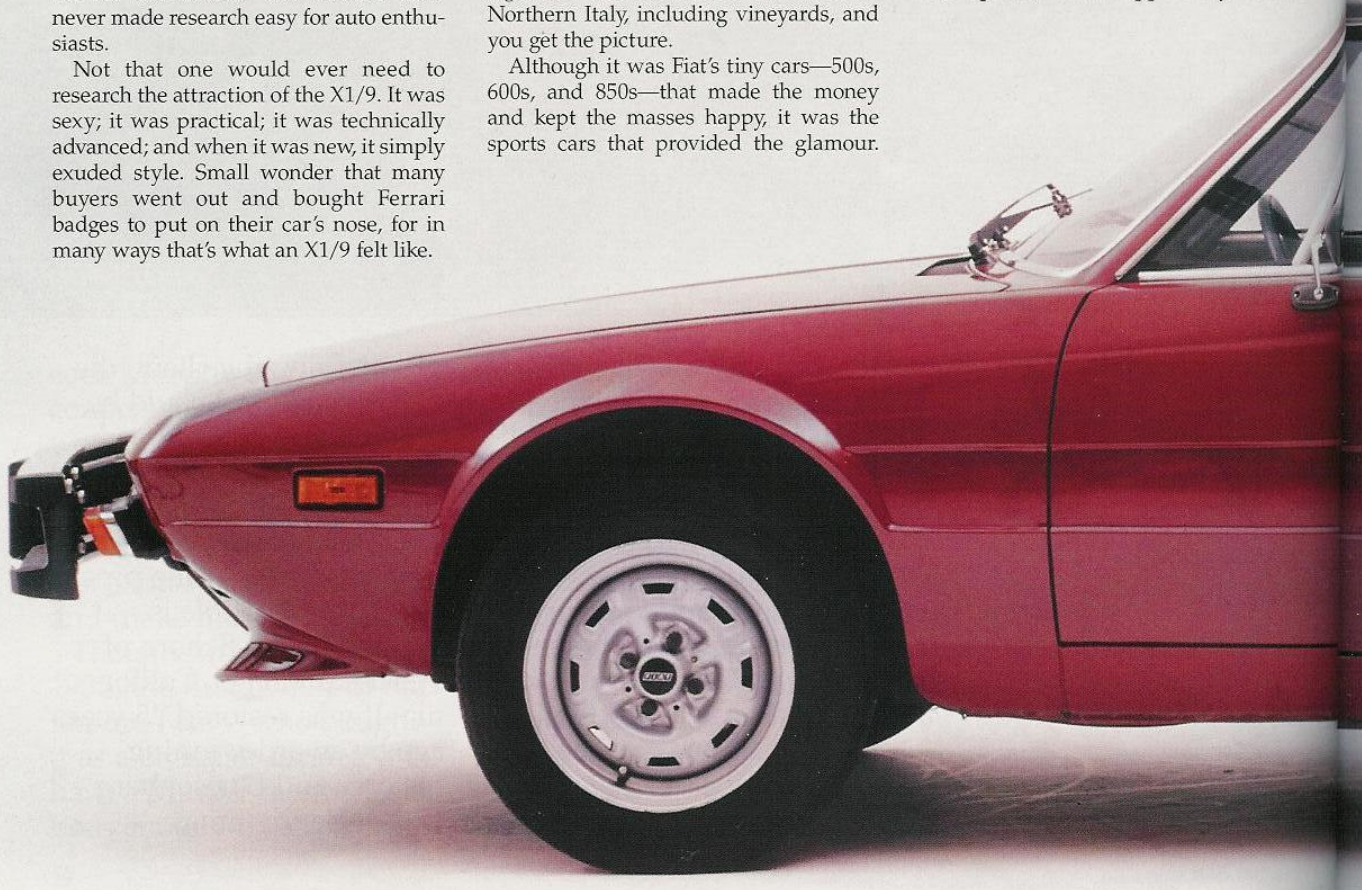 never made research easy for auto enthu-
siasts.
Not that one would ever need to
research the attraction of the X1/9. It was
sexy; it was practical; it was technically
advanced; and when it was new, it simply
exuded style. Small wonder that many
buyers went out and bought Ferrari
badges to put on their car's nose, for in
many ways that's what an X1/9 felt like.
Northern Italy, including vineyards, and
you get the picture.
Although it was Fiat's tiny cars—500s,
600s, and 850s—that made the money
and kept the masses happy, it was the
sports cars that provided the glamour.